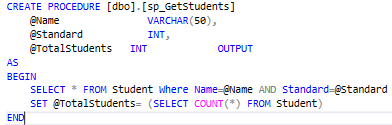 CREATE PROCEDURE [dbo].[sp_GetStudents]
@Name VARCHAR(50),
@Standard INT,
@TotalStudents INT OUTPUT
AS
BEGIN
SELECT * FROM Student Where Name=@Name AND Standard=@Standard
SET @TotalStudents= (SELECT COUNT(*) FROM Student)
END